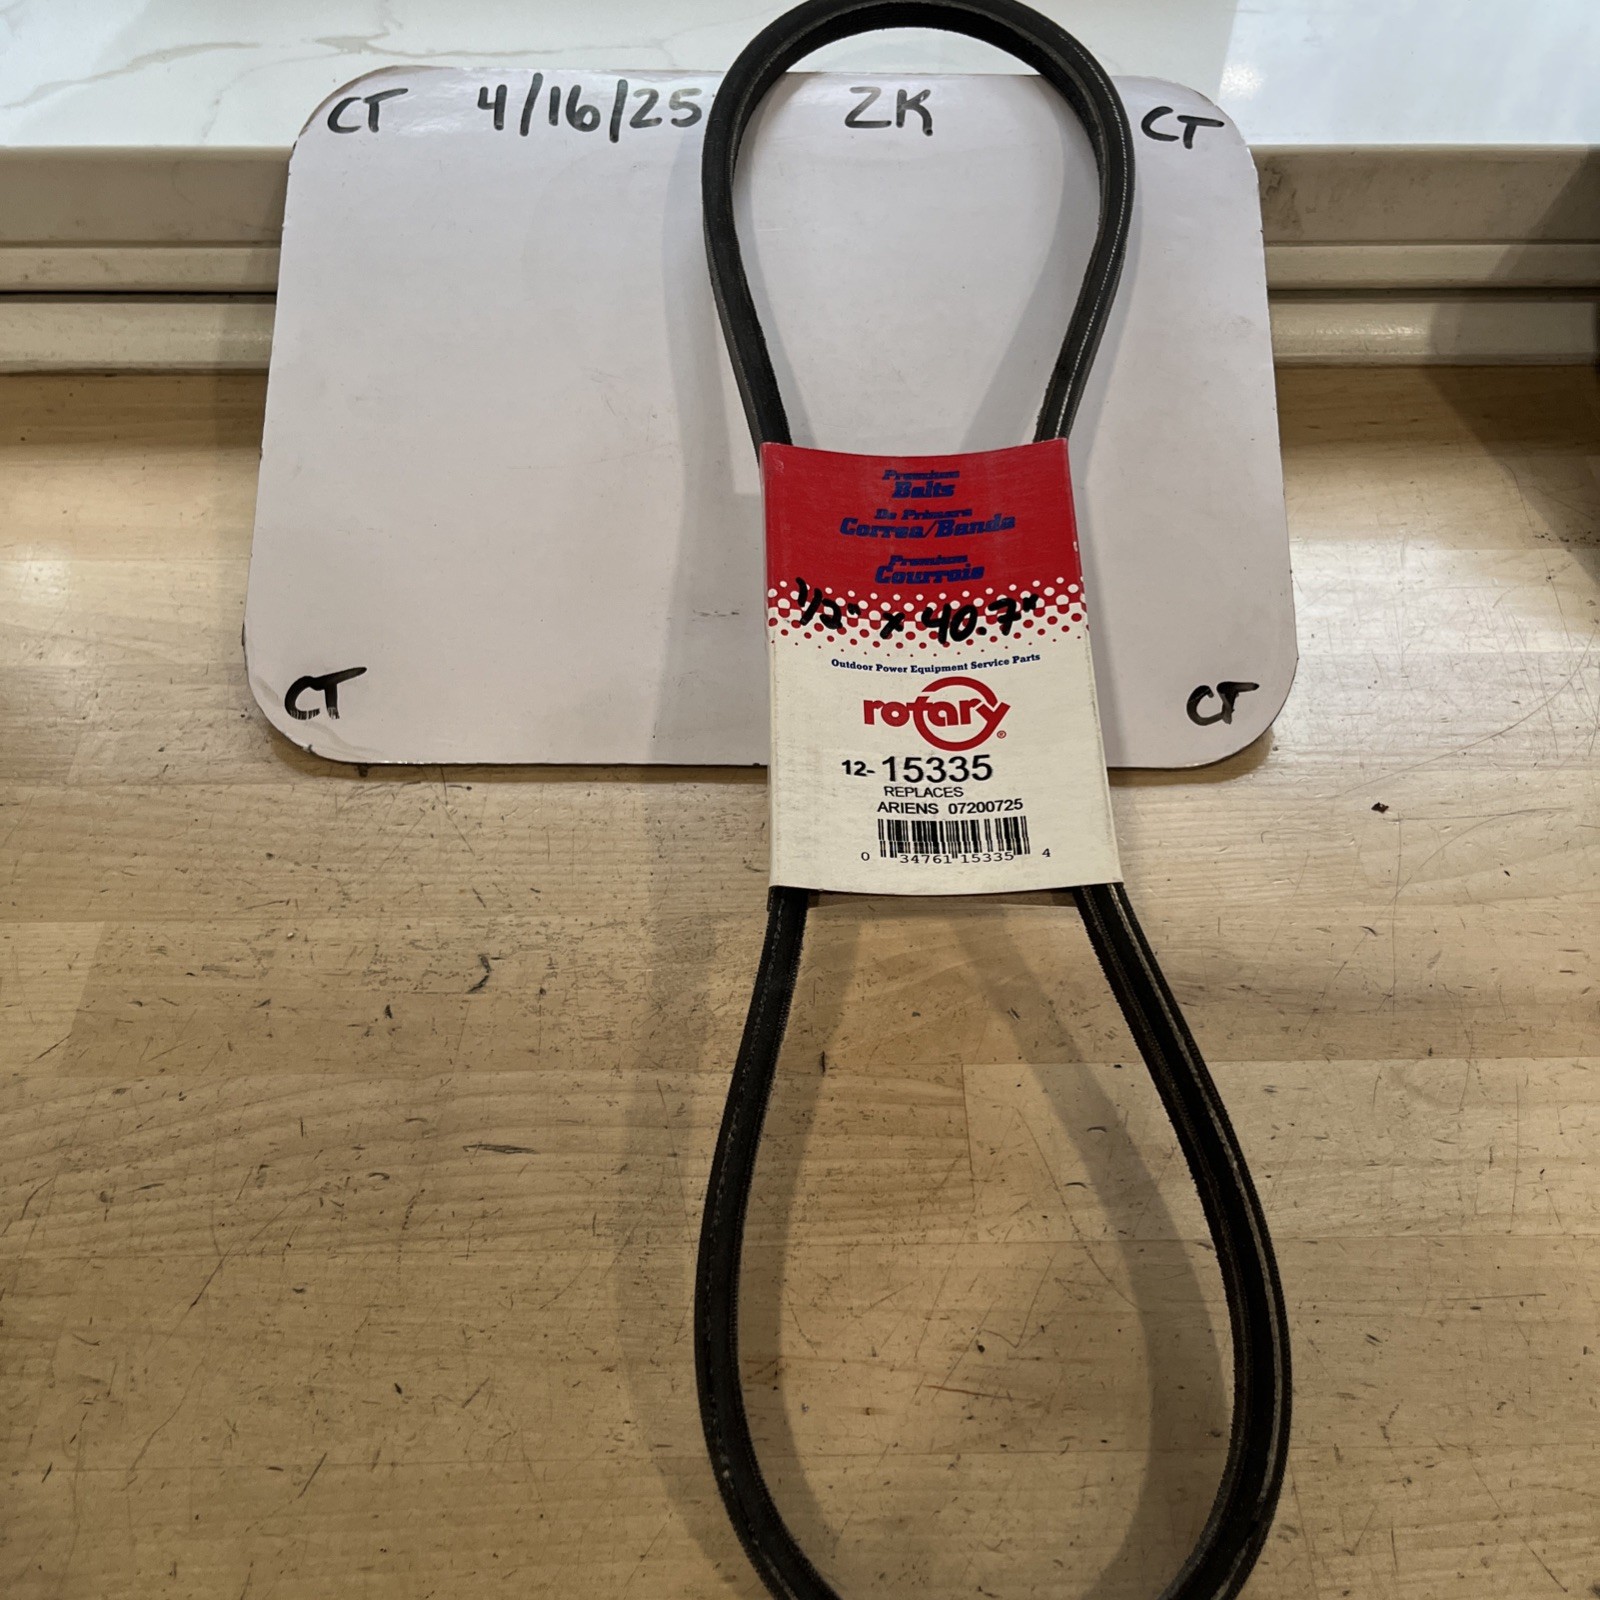 CT 4/16/25 ZK CT
Premium
Belts
De Primera
Correa/Banda
Premium
Courroie
1/2" x 40.7"
Outdoor Power Equipment Service Parts
rotary®
12-15335
REPLACES
ARIENS 07200725
0 34761 15335 4
CT CT